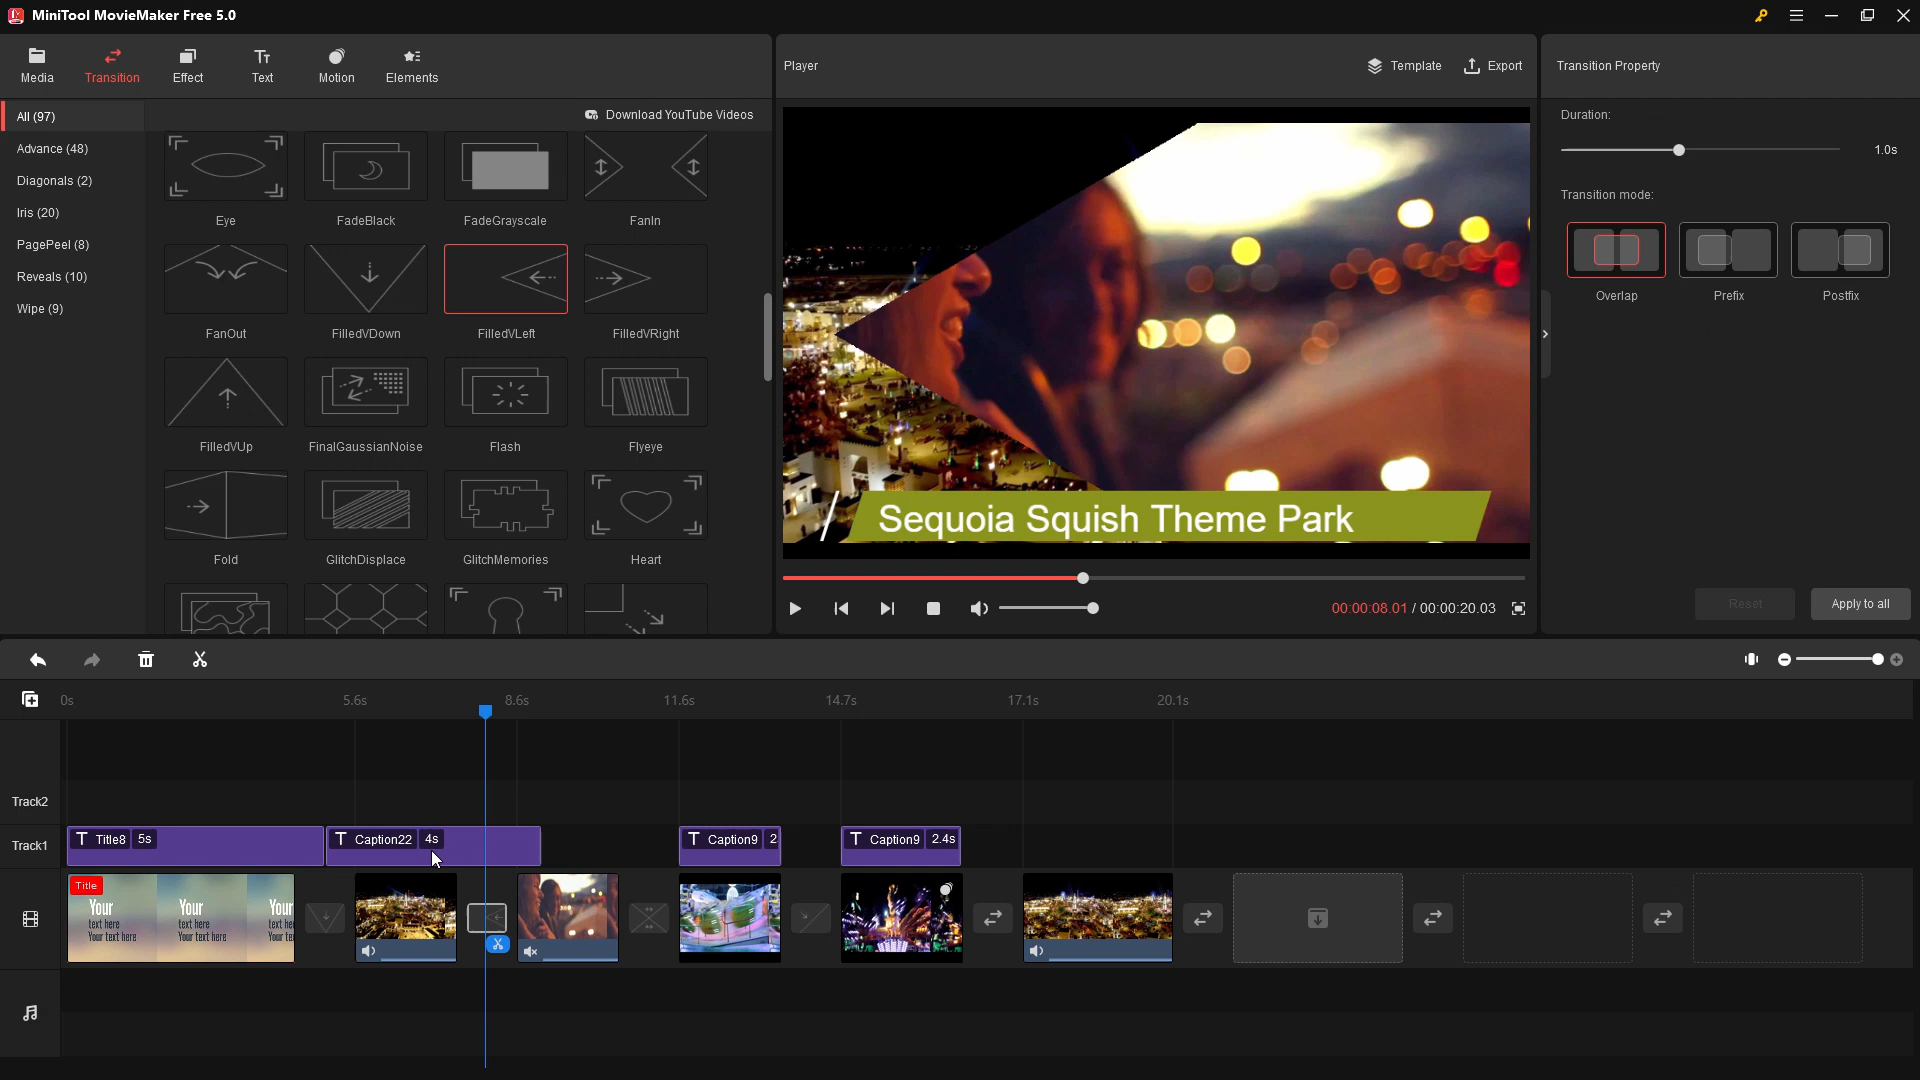 MiniTool MovieMaker Free 5.0
Media
Transition
Effect
Text
Motion
Elements
Player
Template
Export
Transition Property
All (97)
Advance (48)
Diagonals (2)
Iris (20)
PagePeel (8)
Reveals (10)
Wipe (9)
Download YouTube Videos
Eye
FadeBlack
FadeGrayscale
FanIn
FanOut
FilledVDown
FilledVLeft
FilledVRight
FilledVUp
FinalGaussianNoise
Flash
Flyeye
Fold
GlitchDisplace
GlitchMemories
Heart
Sequoia Squish Theme Park
00:00:08.01 / 00:00:20.03
Duration:
1.0s
Transition mode:
Overlap
Prefix
Postfix
Reset
Apply to all
0s
5.6s
8.6s
11.6s
14.7s
17.1s
20.1s
Track2
Track1
Title8 5s
Caption22 4s
Caption9 2
Caption9 2.4s
Title
Your
text here
Your text here
Your
text here
Your text here
Your
text here
Your te